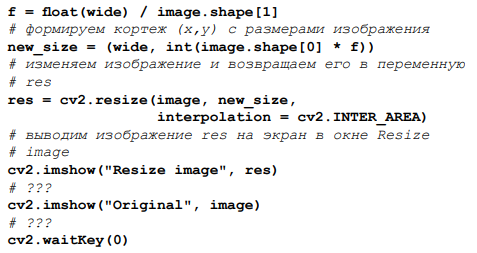 f = float(wide) / image.shape[1]
# формируем кортеж (x,y) с размерами изображения
new_size = (wide, int(image.shape[0] * f))
# изменяем изображение и возвращаем его в переменную
# res
res = cv2.resize(image, new_size,
interpolation = cv2.INTER_AREA)
# выводим изображение res на экран в окне Resize
# image
cv2.imshow("Resize image", res)
# ???
cv2.imshow("Original", image)
# ???
cv2.waitKey(0)